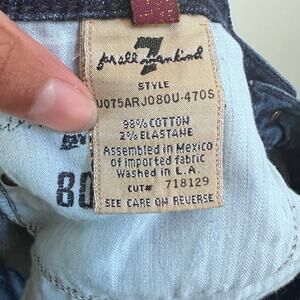 7
for all mankind
STYLE
U075ARJ080U-470S
98% COTTON
2% ELASTANE
Assembled in Mexico
of imported fabric
Washed in L.A.
CUT# 718129
SEE CARE ON REVERSE
80